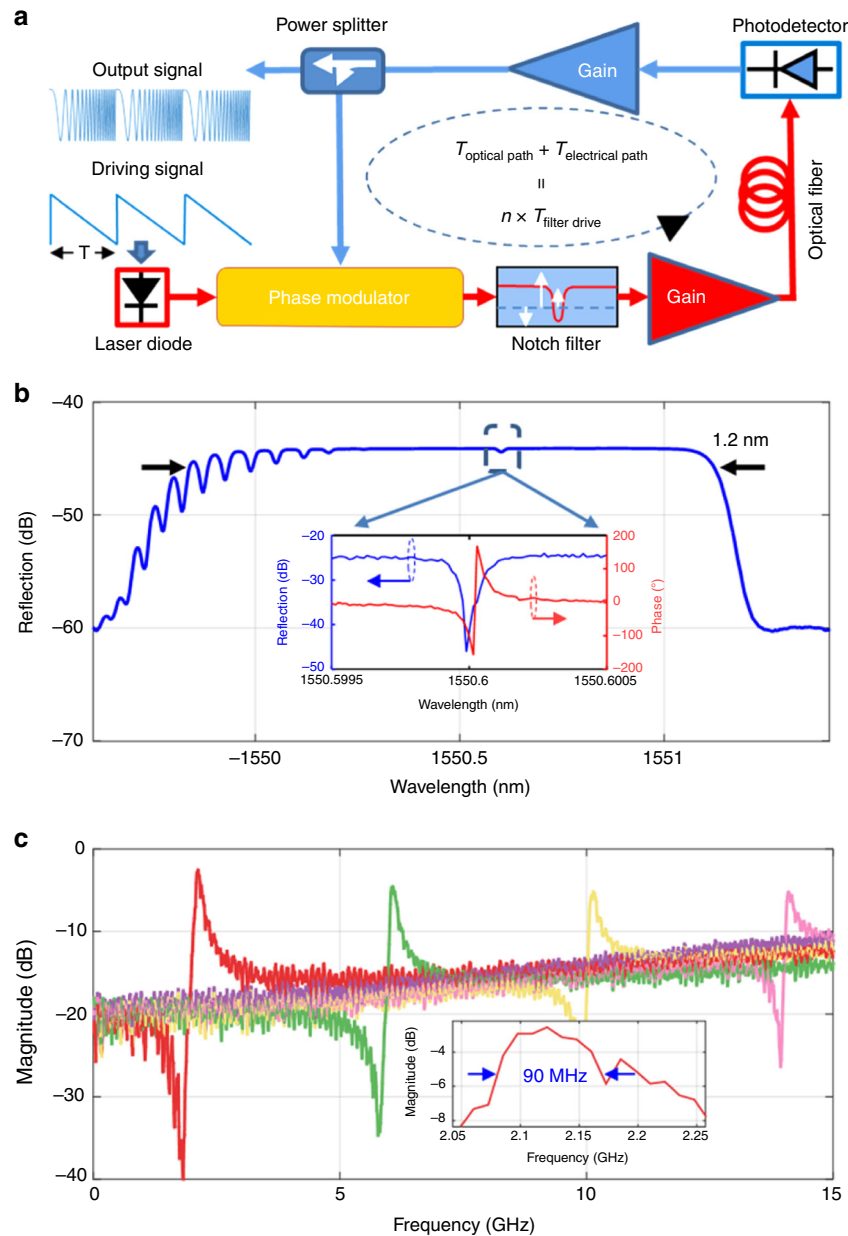 a
Power splitter
Photodetector
Output signal
Gain
Driving signal
T optical path + T electrical path
=
n × T filter drive
Optical fiber
T
Phase modulator
Gain
Laser diode
Notch filter
b
−40
1.2 nm
−50
−20
200
−30
100
0
−40
−100
−50
−200
Reflection (dB)
Phase (°)
1550.5995
1550.6
1550.6005
Wavelength (nm)
−60
−70
Reflection (dB)
−1550
1550.5
1551
Wavelength (nm)
c
0
−10
−20
−30
−40
Magnitude (dB)
−4
−6
−8
Magnitude (dB)
90 MHz
2.05
2.1
2.15
2.2
2.25
Frequency (GHz)
0
5
10
15
Frequency (GHz)